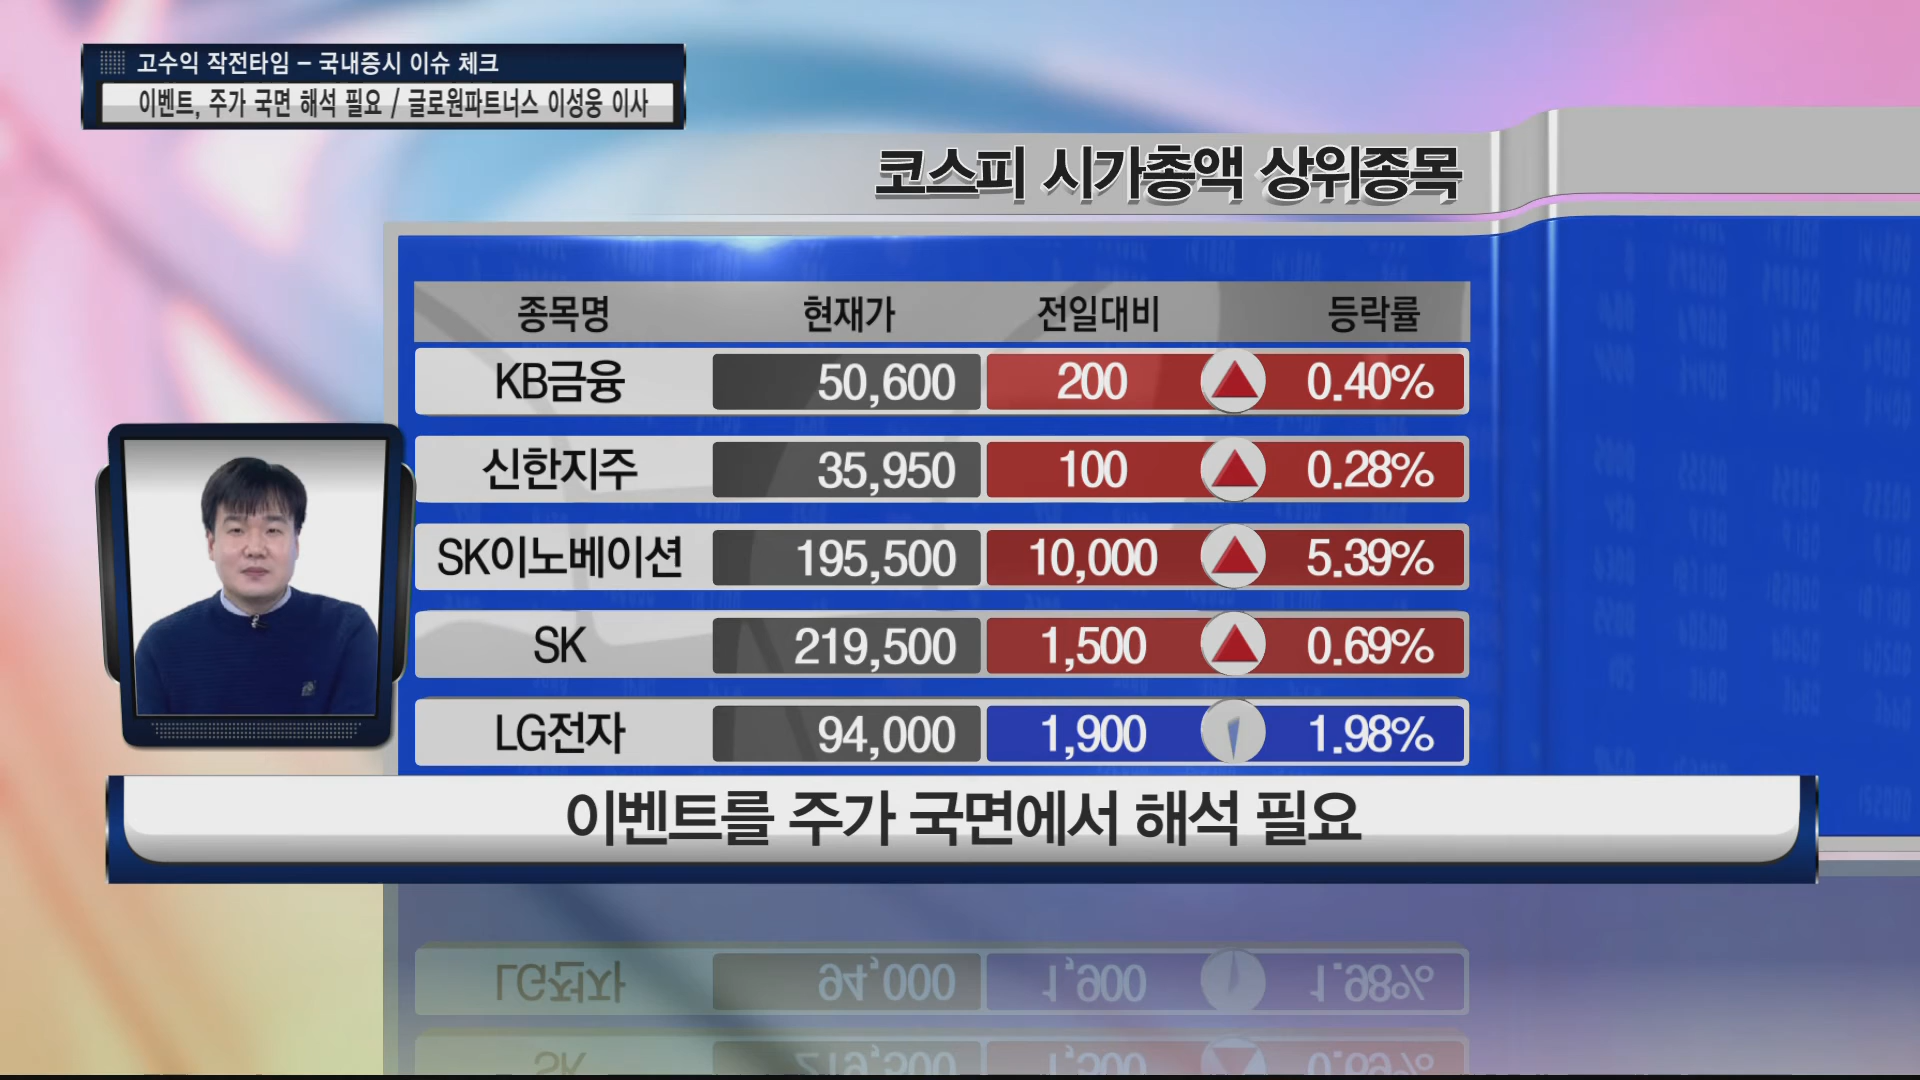 고수익 작전타임 - 국내증시 이슈 체크
이벤트, 주가 국면 해석 필요 / 글로원파트너스 이성웅 이사
코스피 시가총액 상위종목
종목명 현재가 전일대비 등락률
KB금융 50,600 200 ▲ 0.40%
신한지주 35,950 100 ▲ 0.28%
SK이노베이션 195,500 10,000 ▲ 5.39%
SK 219,500 1,500 ▲ 0.69%
LG전자 94,000 1,900 1.98%
이벤트를 주가 국면에서 해석 필요